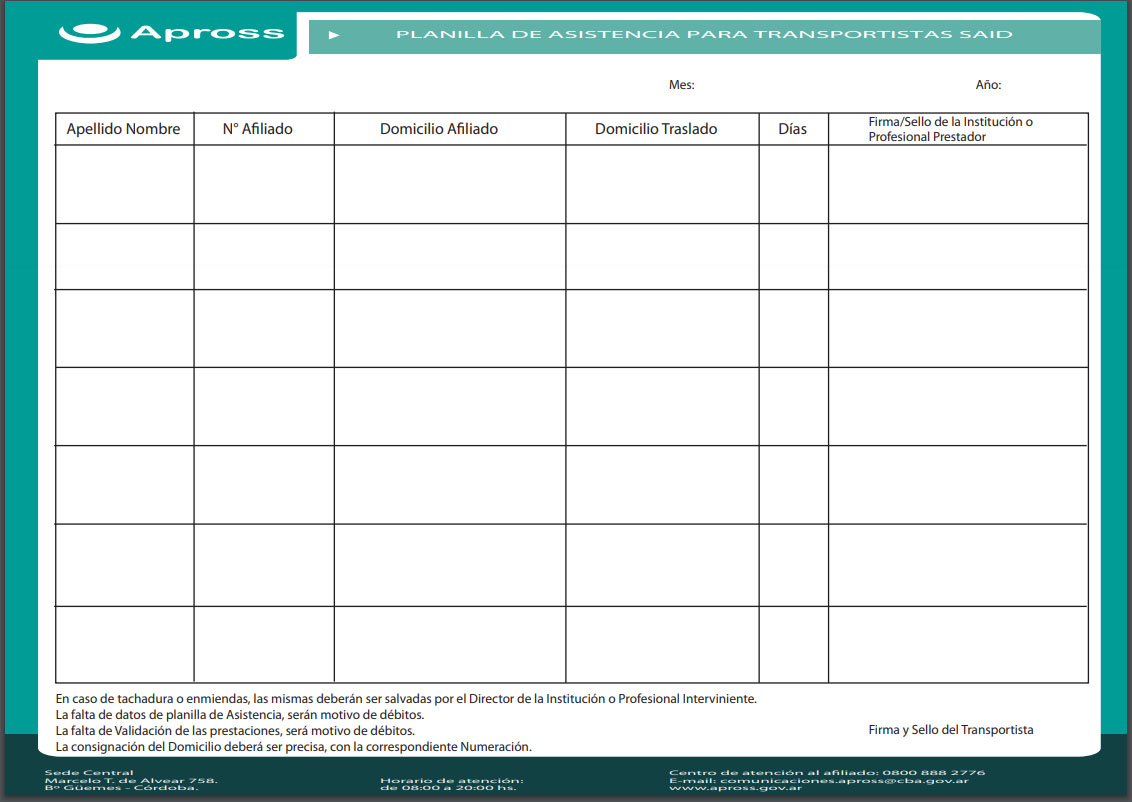 Apross
PLANILLA DE ASISTENCIA PARA TRANSPORTISTAS SAID
Mes:
Año:
Apellido Nombre
N° Afiliado
Domicilio Afiliado
Domicilio Traslado
Días
Firma/Sello de la Institución o
Profesional Prestador
En caso de tachadura o enmiendas, las mismas deberán ser salvadas por el Director de la Institución o Profesional Interviniente.
La falta de datos de planilla de Asistencia, serán motivo de débitos.
La falta de Validación de las prestaciones, será motivo de débitos.
La consignación del Domicilio deberá ser precisa, con la correspondiente Numeración.
Firma y Sello del Transportista
Sede Central
Marcelo T. de Alvear 758.
Bº Güemes - Córdoba.
Horario de atención:
de 08:00 a 20:00 hs.
Centro de atención al afiliado: 0800 888 2776
E-mail: comunicaciones.apross@cba.gov.ar
www.apross.gov.ar